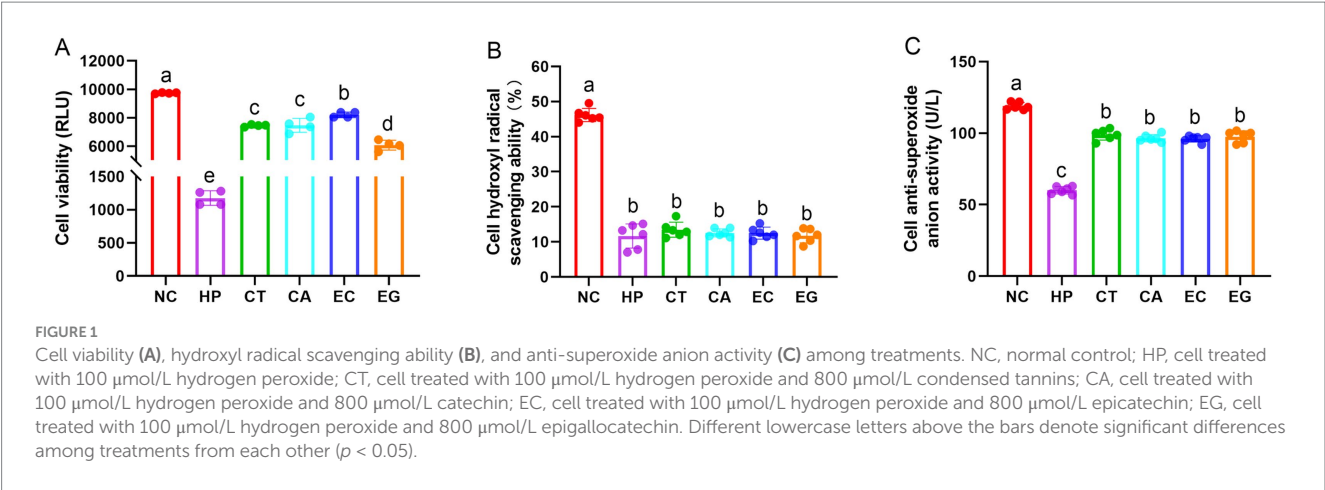 A
Cell viability (RLU)
12000
10000
8000
6000
1500
1000
500
0
a
e
c
c
b
d
NC HP CT CA EC EG
B
Cell hydroxyl radical
scavenging ability (%)
60
50
40
30
20
10
0
a
b
b
b
b
b
NC HP CT CA EC EG
C
Cell anti-superoxide
anion activity (U/L)
150
100
50
0
a
c
b
b
b
b
NC HP CT CA EC EG
FIGURE 1
Cell viability (A), hydroxyl radical scavenging ability (B), and anti-superoxide anion activity (C) among treatments. NC, normal control; HP, cell treated
with 100 μmol/L hydrogen peroxide; CT, cell treated with 100 μmol/L hydrogen peroxide and 800 μmol/L condensed tannins; CA, cell treated with
100 μmol/L hydrogen peroxide and 800 μmol/L catechin; EC, cell treated with 100 μmol/L hydrogen peroxide and 800 μmol/L epicatechin; EG, cell
treated with 100 μmol/L hydrogen peroxide and 800 μmol/L epigallocatechin. Different lowercase letters above the bars denote significant differences
among treatments from each other (p < 0.05).